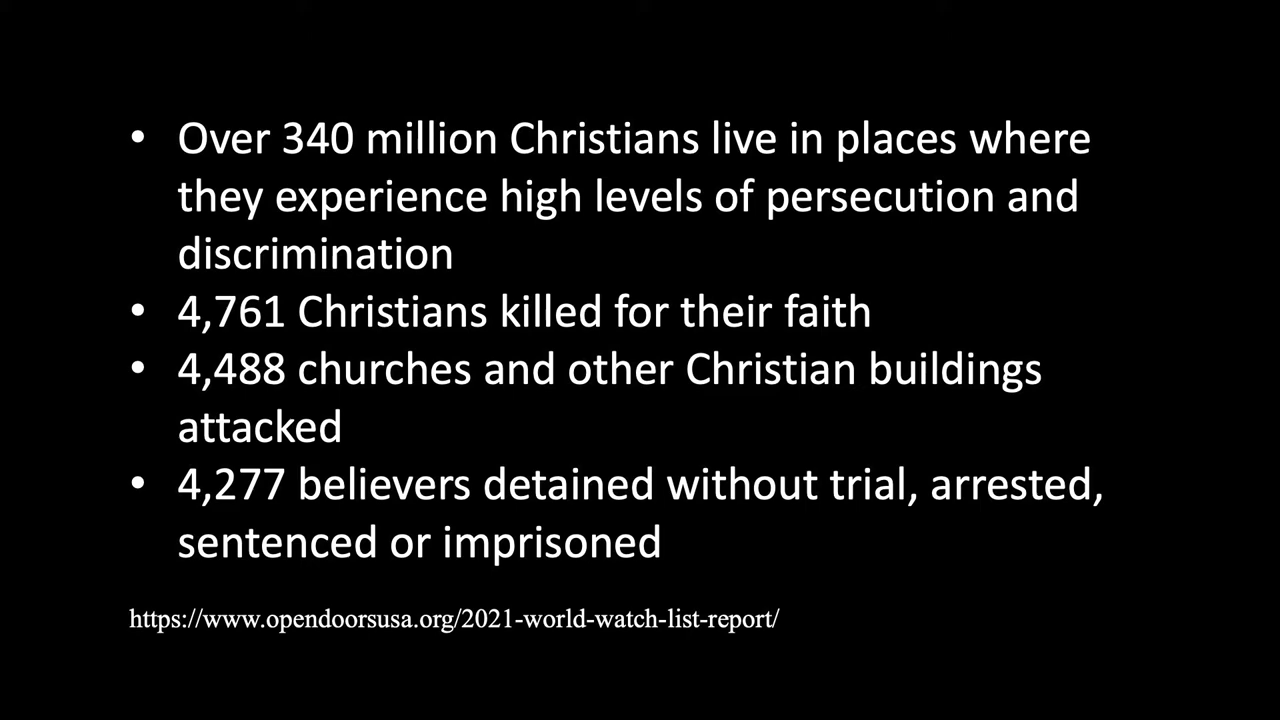 • Over 340 million Christians live in places where
they experience high levels of persecution and
discrimination
• 4,761 Christians killed for their faith
• 4,488 churches and other Christian buildings
attacked
• 4,277 believers detained without trial, arrested,
sentenced or imprisoned
https://www.opendoorsusa.org/2021-world-watch-list-report/